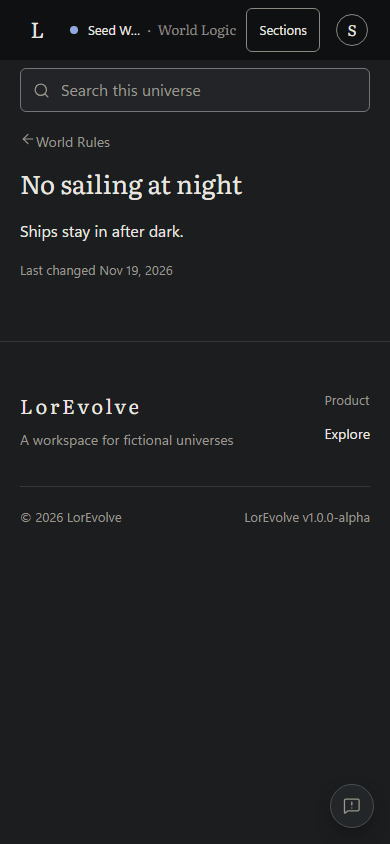 L
Seed W... · World Logic
Sections
S
Search this universe
World Rules
No sailing at night
Ships stay in after dark.
Last changed Nov 19, 2026
LorEvolve
A workspace for fictional universes
Product
Explore
© 2026 LorEvolve
LorEvolve v1.0.0-alpha